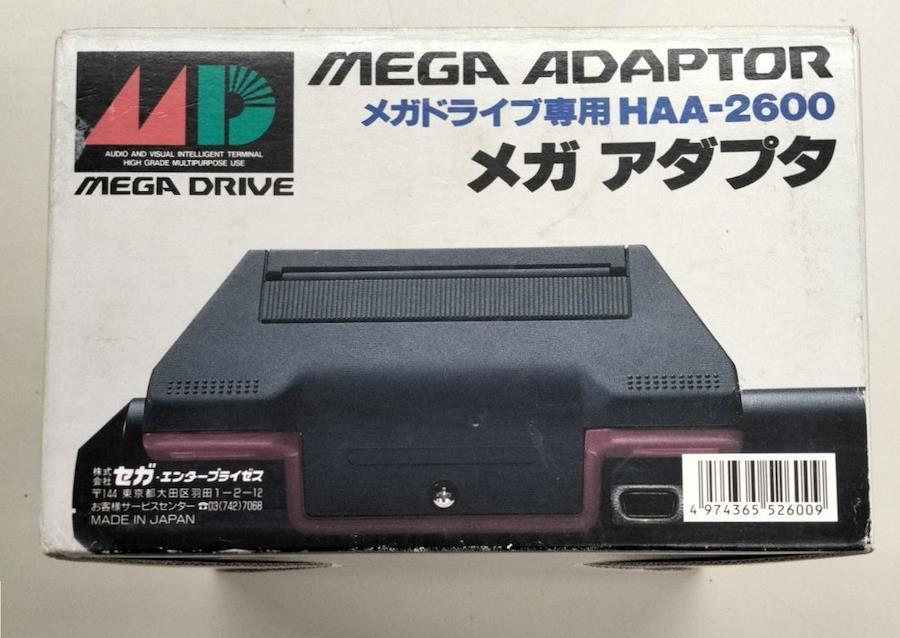 MD
AUDIO AND VISUAL INTELLIGENT TERMINAL
HIGH GRADE MULTIPURPOSE USE
MEGA DRIVE
MEGA ADAPTOR
メガドライブ専用 HAA-2600
メガ アダプタ
株式会社 セガ・エンタープライゼス
〒144 東京都大田区羽田1-2-12
お客様サービスセンター ☎03(742)7068
MADE IN JAPAN
4 974365 526009